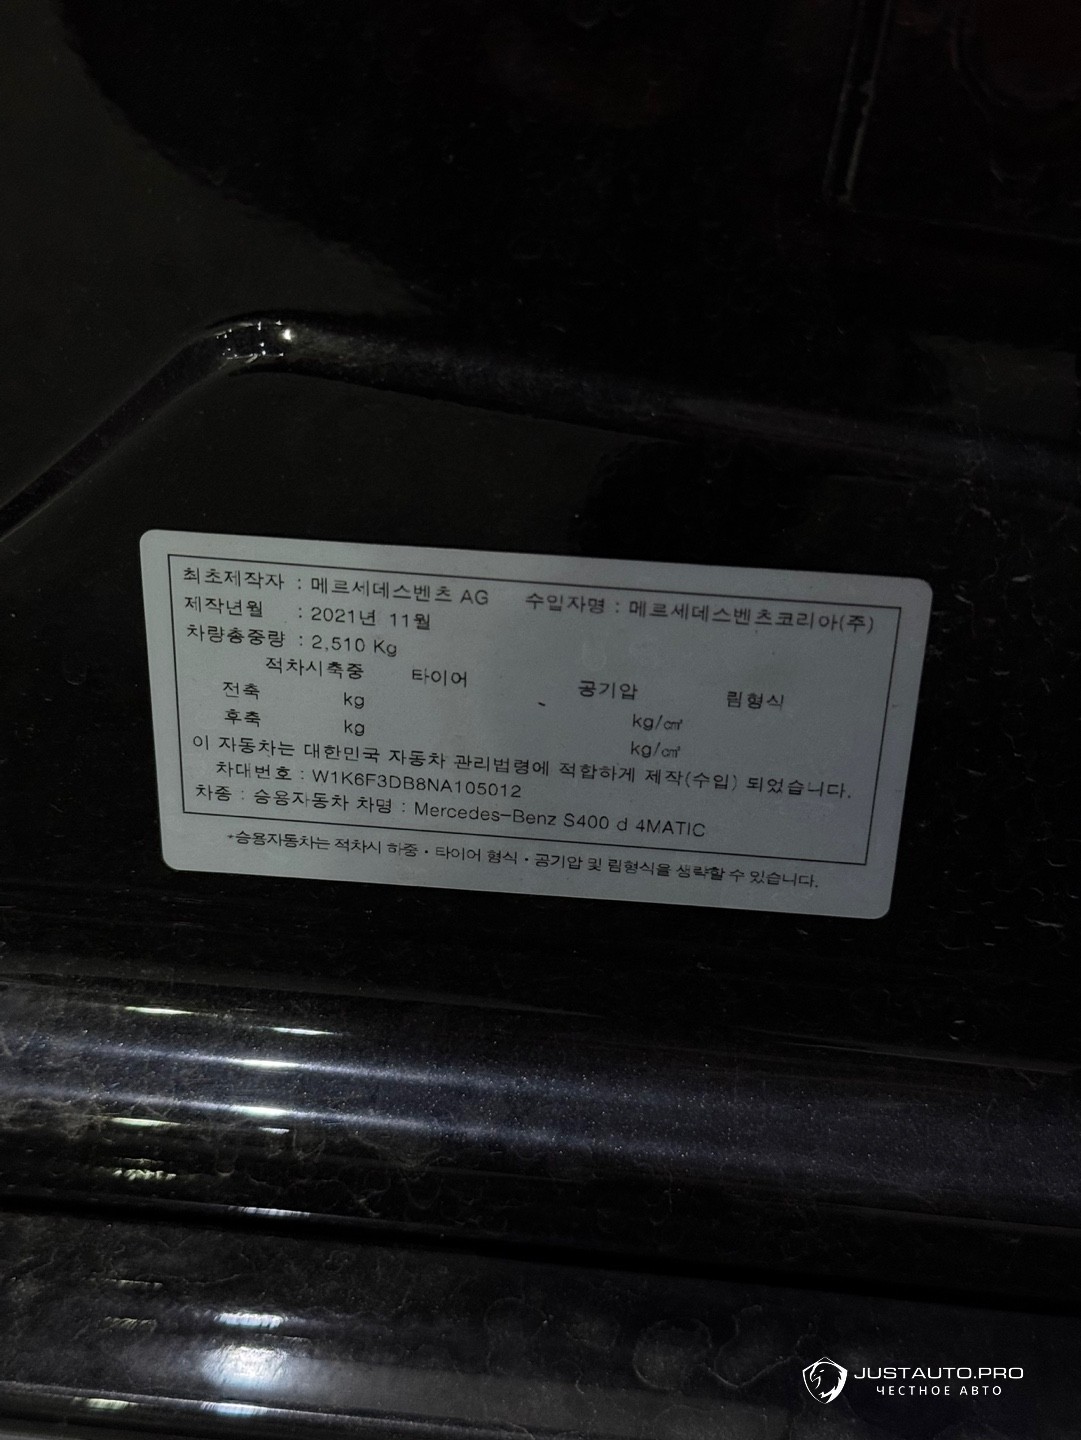 최초제작자 : 메르세데스벤츠 AG 수입자명 : 메르세데스벤츠코리아(주)
제작년월 : 2021년 11월
차량총중량 : 2,510 Kg
적차시축중 타이어 공기압 림형식
전축 kg - kg/㎠
후축 kg kg/㎠
이 자동차는 대한민국 자동차 관리법령에 적합하게 제작(수입) 되었습니다.
차대번호 : W1K6F3DB8NA105012
차종 : 승용자동차 차명 : Mercedes-Benz S400 d 4MATIC
*승용자동차는 적차시 하중 · 타이어 형식 · 공기압 및 림형식을 생략할 수 있습니다.
JUSTAUTO.PRO
ЧЕСТНОЕ АВТО